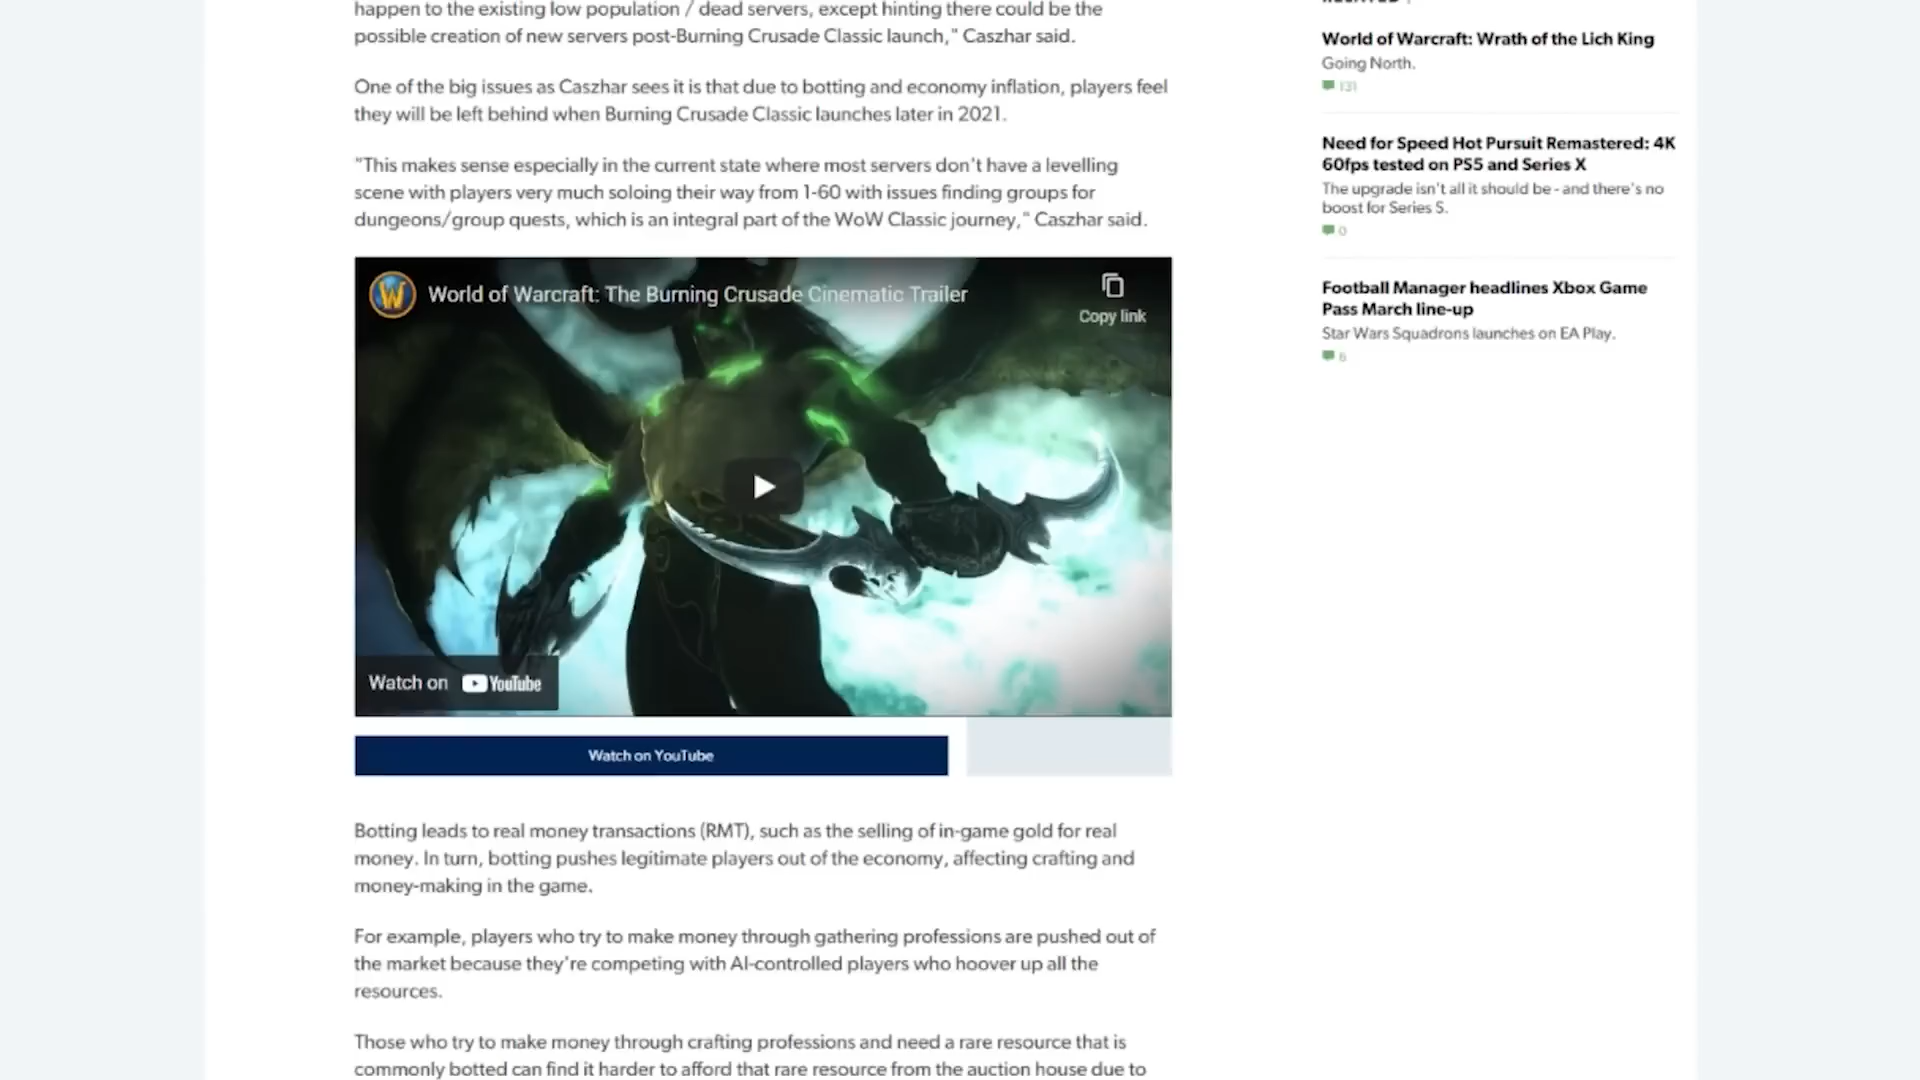 happen to the existing low population / dead servers, except hinting there could be the
possible creation of new servers post-Burning Crusade Classic launch," Caszhar said.
One of the big issues as Caszhar sees it is that due to botting and economy inflation, players feel
they will be left behind when Burning Crusade Classic launches later in 2021.
"This makes sense especially in the current state where most servers don't have a levelling
scene with players very much soloing their way from 1-60 with issues finding groups for
dungeons/group quests, which is an integral part of the WoW Classic journey," Caszhar said.
World of Warcraft: The Burning Crusade Cinematic Trailer
Copy link
Watch on YouTube
Watch on YouTube
Botting leads to real money transactions (RMT), such as the selling of in-game gold for real
money. In turn, botting pushes legitimate players out of the economy, affecting crafting and
money-making in the game.
For example, players who try to make money through gathering professions are pushed out of
the market because they're competing with AI-controlled players who hoover up all the
resources.
Those who try to make money through crafting professions and need a rare resource that is
commonly botted can find it harder to afford that rare resource from the auction house due to
World of Warcraft: Wrath of the Lich King
Going North.
131
Need for Speed Hot Pursuit Remastered: 4K
60fps tested on PS5 and Series X
The upgrade isn't all it should be - and there's no
boost for Series S.
0
Football Manager headlines Xbox Game
Pass March line-up
Star Wars Squadrons launches on EA Play.
6